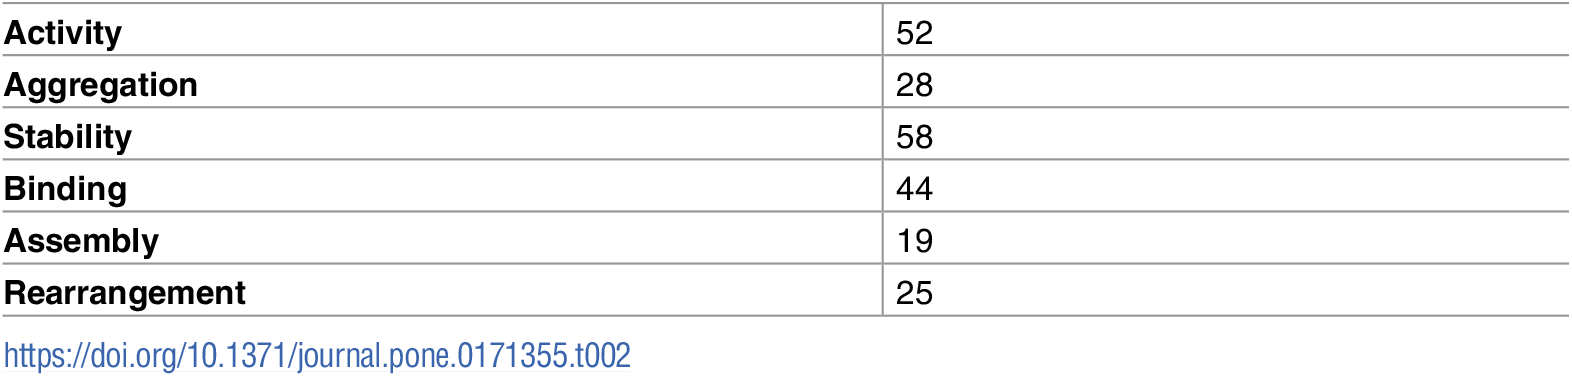 Activity 52
Aggregation 28
Stability 58
Binding 44
Assembly 19
Rearrangement 25
https://doi.org/10.1371/journal.pone.0171355.t002